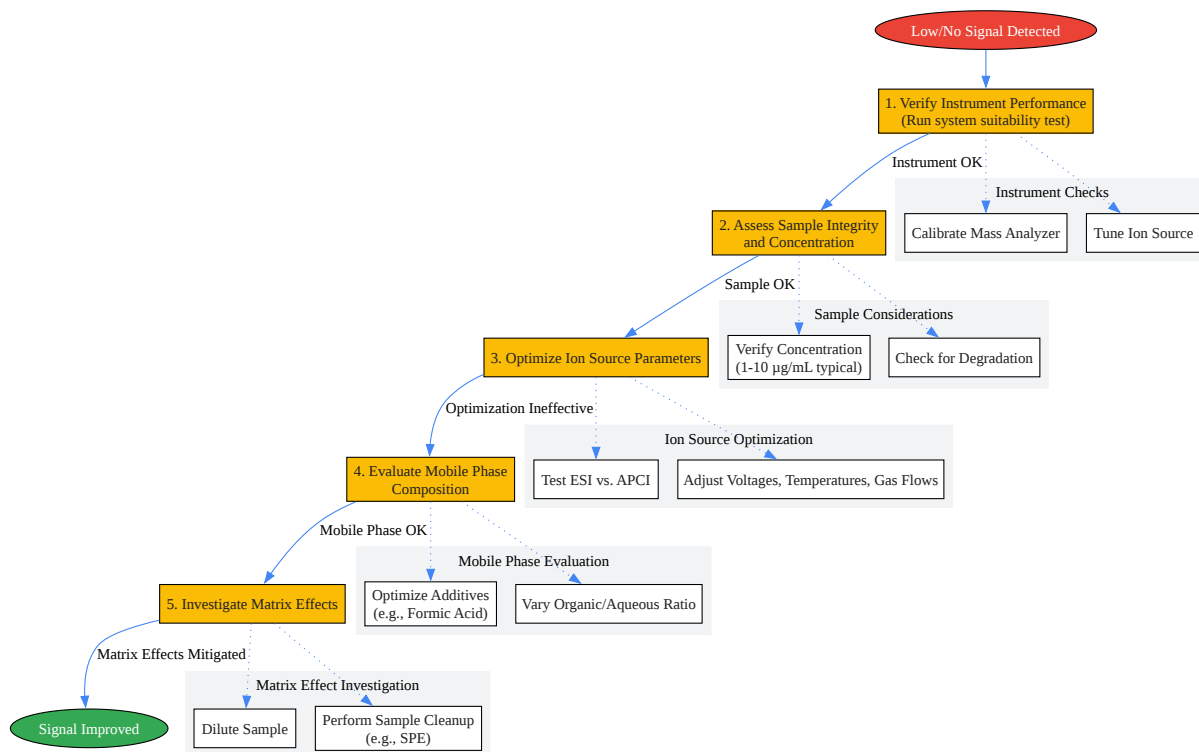 Low/No Signal Detected
1. Verify Instrument Performance
(Run system suitability test)
Instrument OK
Instrument Checks
Calibrate Mass Analyzer
Tune Ion Source
2. Assess Sample Integrity
and Concentration
Sample OK
Sample Considerations
Verify Concentration
(1-10 µg/mL typical)
Check for Degradation
3. Optimize Ion Source Parameters
Optimization Ineffective
Ion Source Optimization
Test ESI vs. APCI
Adjust Voltages, Temperatures, Gas Flows
4. Evaluate Mobile Phase
Composition
Mobile Phase OK
Mobile Phase Evaluation
Optimize Additives
(e.g., Formic Acid)
Vary Organic/Aqueous Ratio
5. Investigate Matrix Effects
Matrix Effects Mitigated
Matrix Effect Investigation
Dilute Sample
Perform Sample Cleanup
(e.g., SPE)
Signal Improved